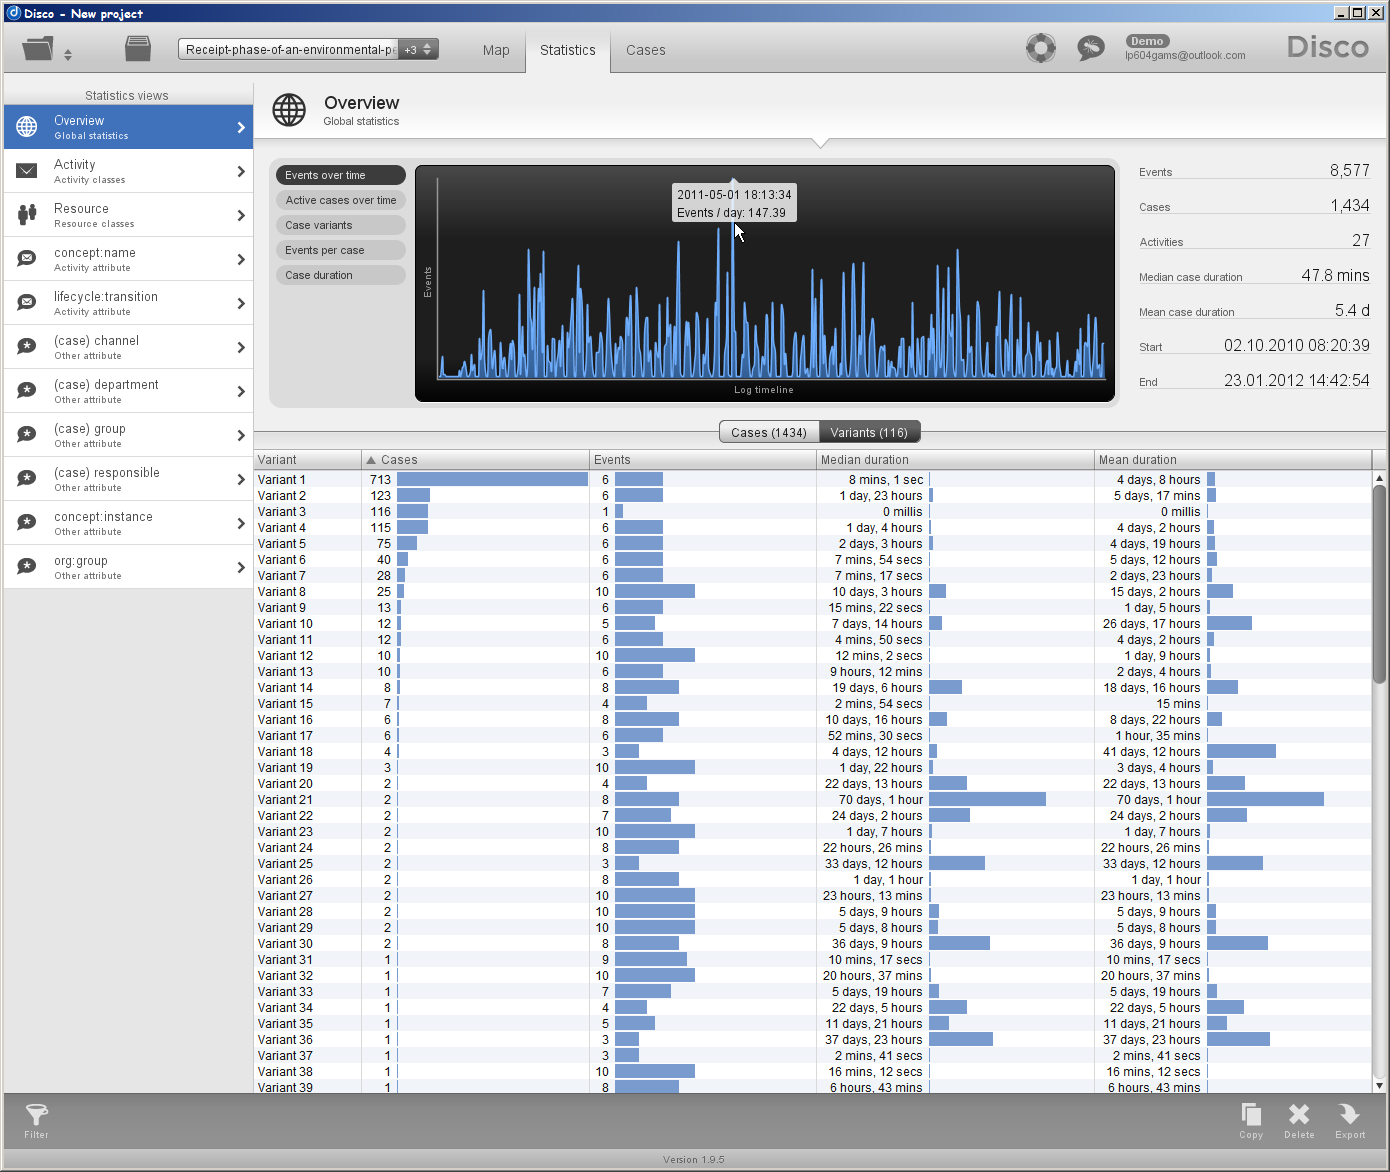 Disco - New project
Receipt-phase-of-an-environmental-pe +3
Map Statistics Cases
Demo
lp604gams@outlook.com
Disco
Statistics views
Overview
Global statistics
Activity
Activity classes
Resource
Resource classes
concept:name
Activity attribute
lifecycle:transition
Activity attribute
(case) channel
Other attribute
(case) department
Other attribute
(case) group
Other attribute
(case) responsible
Other attribute
concept:instance
Other attribute
org:group
Other attribute
Overview
Global statistics
Events over time
Active cases over time
Case variants
Events per case
Case duration
Events
2011-05-01 18:13:34
Events / day: 147.39
Log timeline
Events 8,577
Cases 1,434
Activities 27
Median case duration 47.8 mins
Mean case duration 5.4 d
Start 02.10.2010 08:20:39
End 23.01.2012 14:42:54
Cases (1434) Variants (116)
Variant Cases Events Median duration Mean duration
Variant 1 713 6 8 mins, 1 sec 4 days, 8 hours
Variant 2 123 6 1 day, 23 hours 5 days, 17 mins
Variant 3 116 1 0 millis 0 millis
Variant 4 115 6 1 day, 4 hours 4 days, 2 hours
Variant 5 75 6 2 days, 3 hours 4 days, 19 hours
Variant 6 40 6 7 mins, 54 secs 5 days, 12 hours
Variant 7 28 6 7 mins, 17 secs 2 days, 23 hours
Variant 8 25 10 10 days, 3 hours 15 days, 2 hours
Variant 9 13 6 15 mins, 22 secs 1 day, 5 hours
Variant 10 12 5 7 days, 14 hours 26 days, 17 hours
Variant 11 12 6 4 mins, 50 secs 4 days, 2 hours
Variant 12 10 10 12 mins, 2 secs 1 day, 9 hours
Variant 13 10 6 9 hours, 12 mins 2 days, 4 hours
Variant 14 8 8 19 days, 6 hours 18 days, 16 hours
Variant 15 7 4 2 mins, 54 secs 15 mins
Variant 16 6 8 10 days, 16 hours 8 days, 22 hours
Variant 17 6 6 52 mins, 30 secs 1 hour, 35 mins
Variant 18 4 3 4 days, 12 hours 41 days, 12 hours
Variant 19 3 10 1 day, 22 hours 3 days, 4 hours
Variant 20 2 4 22 days, 13 hours 22 days, 13 hours
Variant 21 2 8 70 days, 1 hour 70 days, 1 hour
Variant 22 2 7 24 days, 2 hours 24 days, 2 hours
Variant 23 2 10 1 day, 7 hours 1 day, 7 hours
Variant 24 2 8 22 hours, 26 mins 22 hours, 26 mins
Variant 25 2 3 33 days, 12 hours 33 days, 12 hours
Variant 26 2 8 1 day, 1 hour 1 day, 1 hour
Variant 27 2 10 23 hours, 13 mins 23 hours, 13 mins
Variant 28 2 10 5 days, 9 hours 5 days, 9 hours
Variant 29 2 10 5 days, 8 hours 5 days, 8 hours
Variant 30 2 8 36 days, 9 hours 36 days, 9 hours
Variant 31 1 9 10 mins, 17 secs 10 mins, 17 secs
Variant 32 1 10 20 hours, 37 mins 20 hours, 37 mins
Variant 33 1 7 5 days, 19 hours 5 days, 19 hours
Variant 34 1 4 22 days, 5 hours 22 days, 5 hours
Variant 35 1 5 11 days, 21 hours 11 days, 21 hours
Variant 36 1 3 37 days, 23 hours 37 days, 23 hours
Variant 37 1 3 2 mins, 41 secs 2 mins, 41 secs
Variant 38 1 10 16 mins, 12 secs 16 mins, 12 secs
Variant 39 1 8 6 hours, 43 mins 6 hours, 43 mins
Filter Copy Delete Export
Version 1.9.5